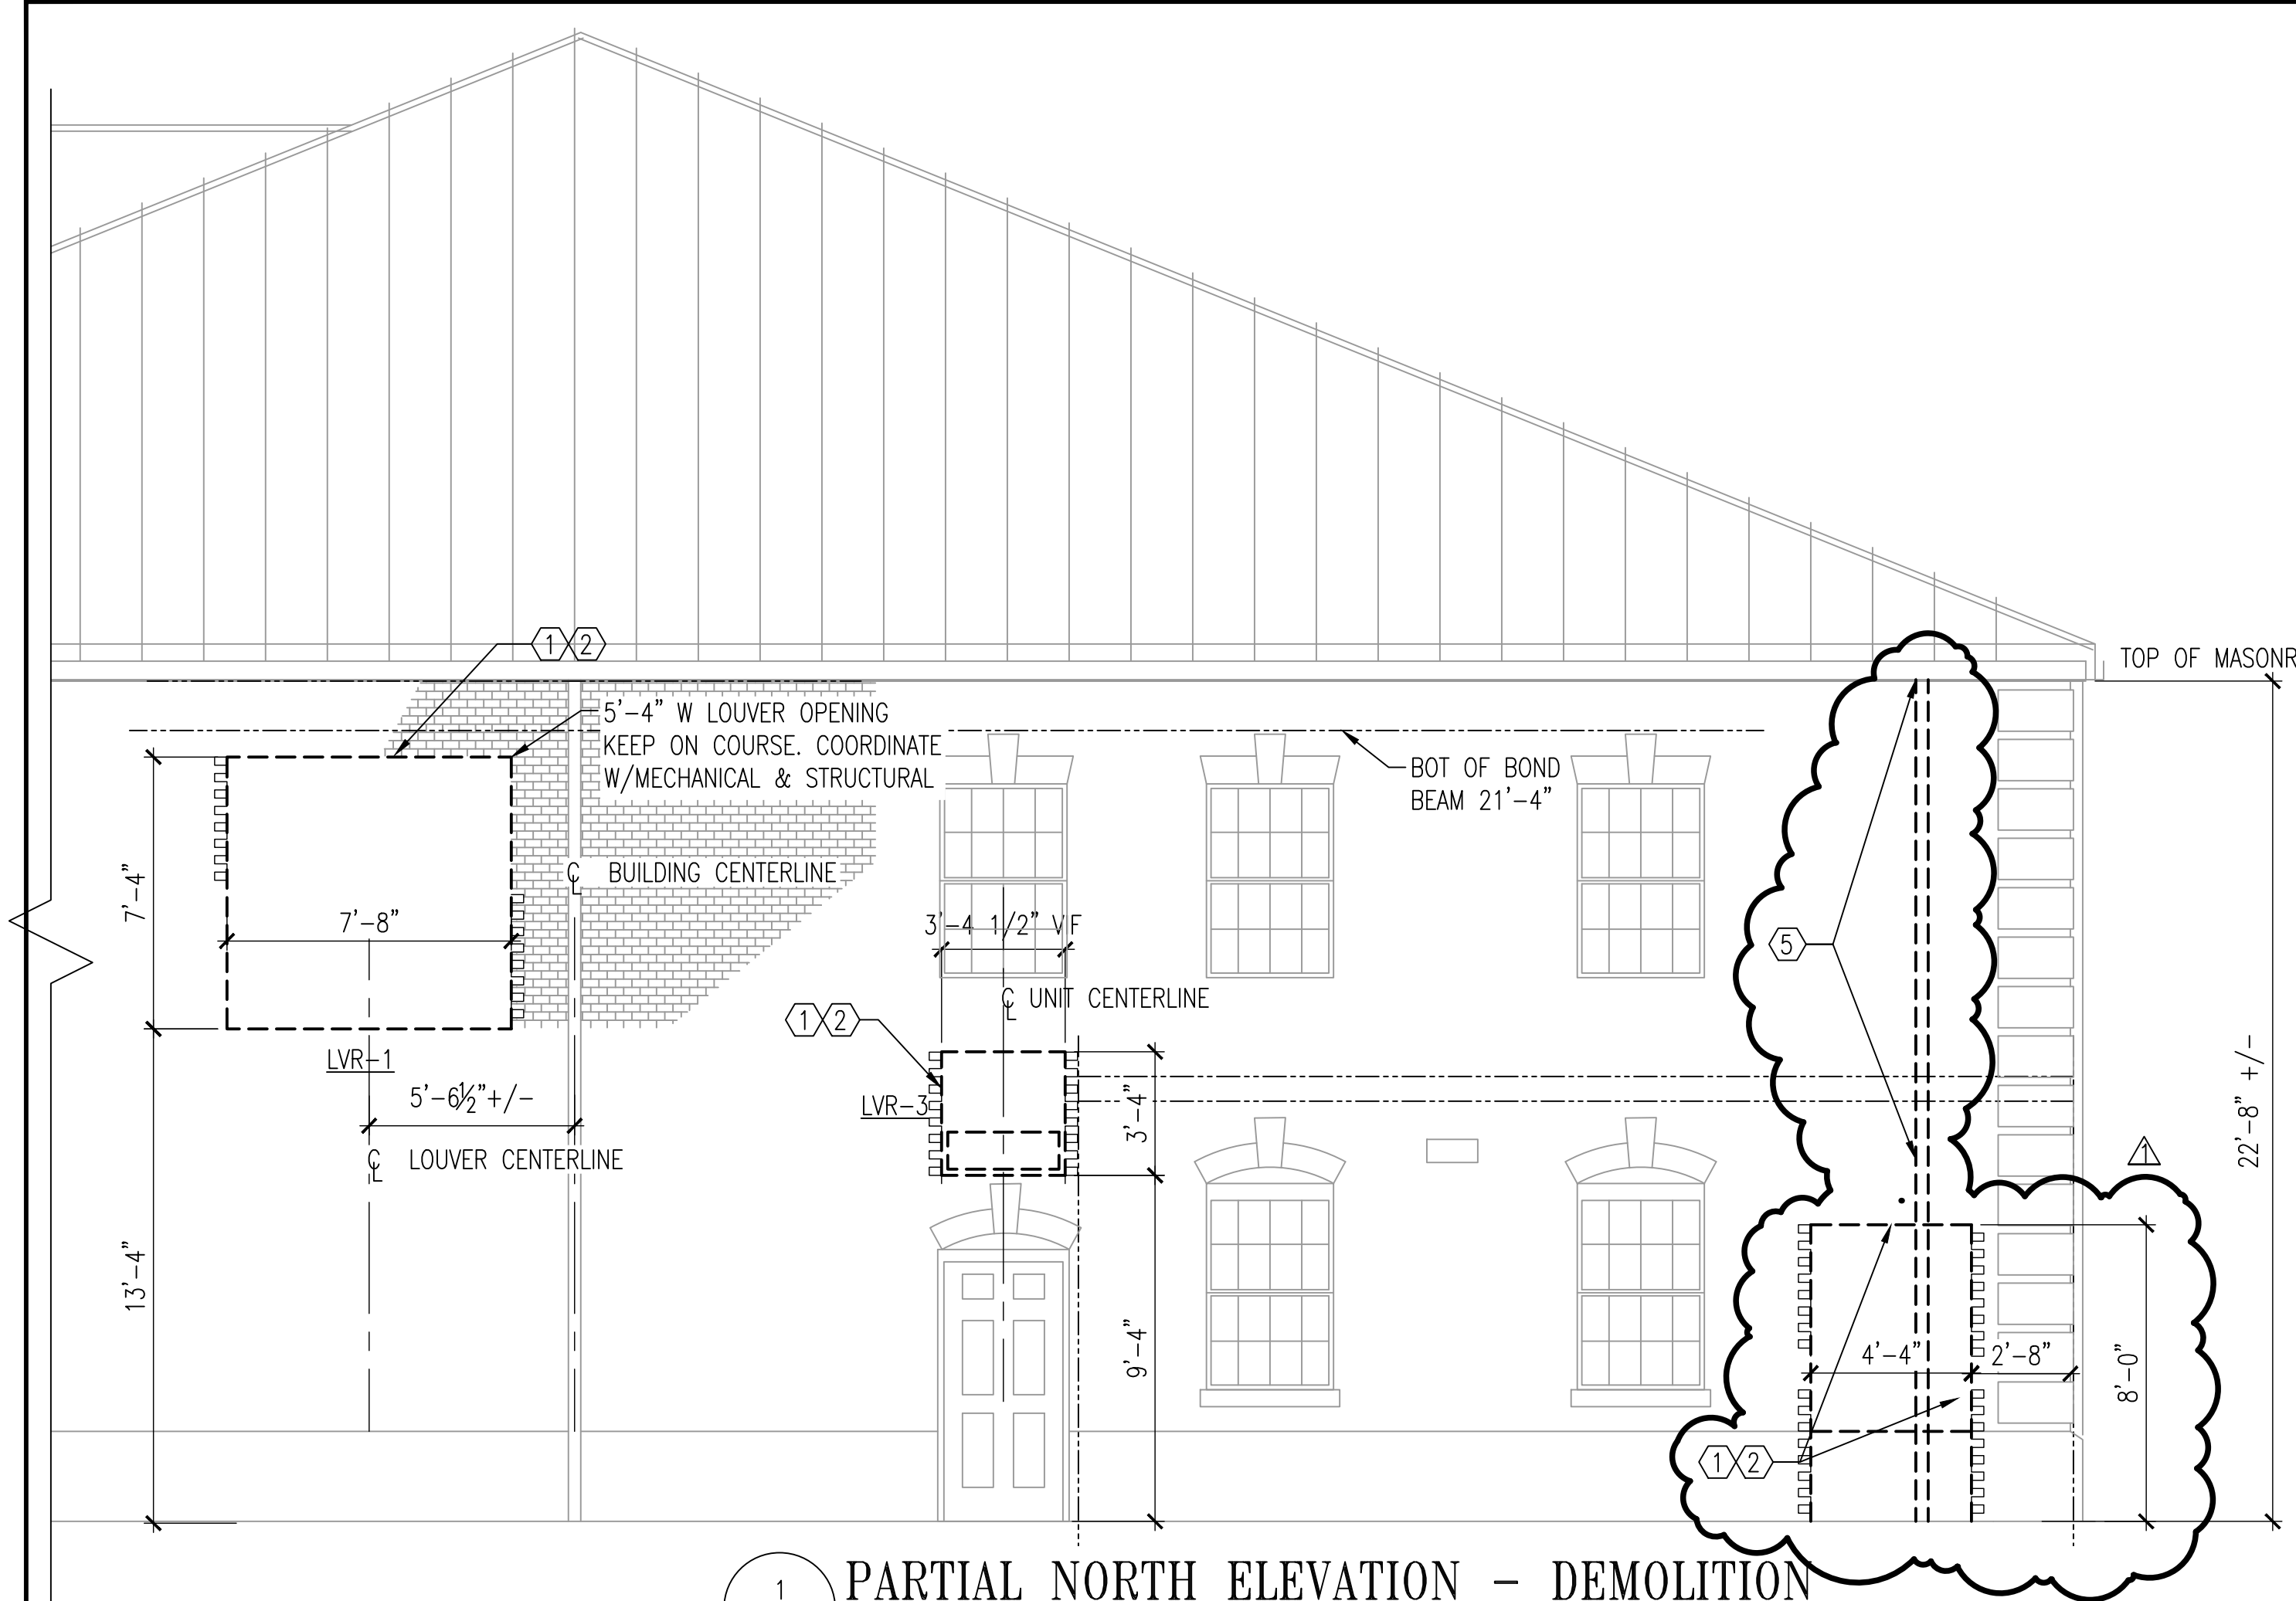 1 2
TOP OF MASONR
5'-4" W LOUVER OPENING
KEEP ON COURSE. COORDINATE
W/MECHANICAL & STRUCTURAL
BOT OF BOND
BEAM 21'-4"
7'-4"
℄ BUILDING CENTERLINE
7'-8"
3'-4 1/2" V F
5
℄ UNIT CENTERLINE
1 2
LVR-1
5'-6½"+/-
LVR-3
3'-4"
22'-8" +/-
℄ LOUVER CENTERLINE
1
13'-4"
9'-4"
4'-4"
2'-8"
8'-0"
1 2
1
PARTIAL NORTH ELEVATION - DEMOLITION